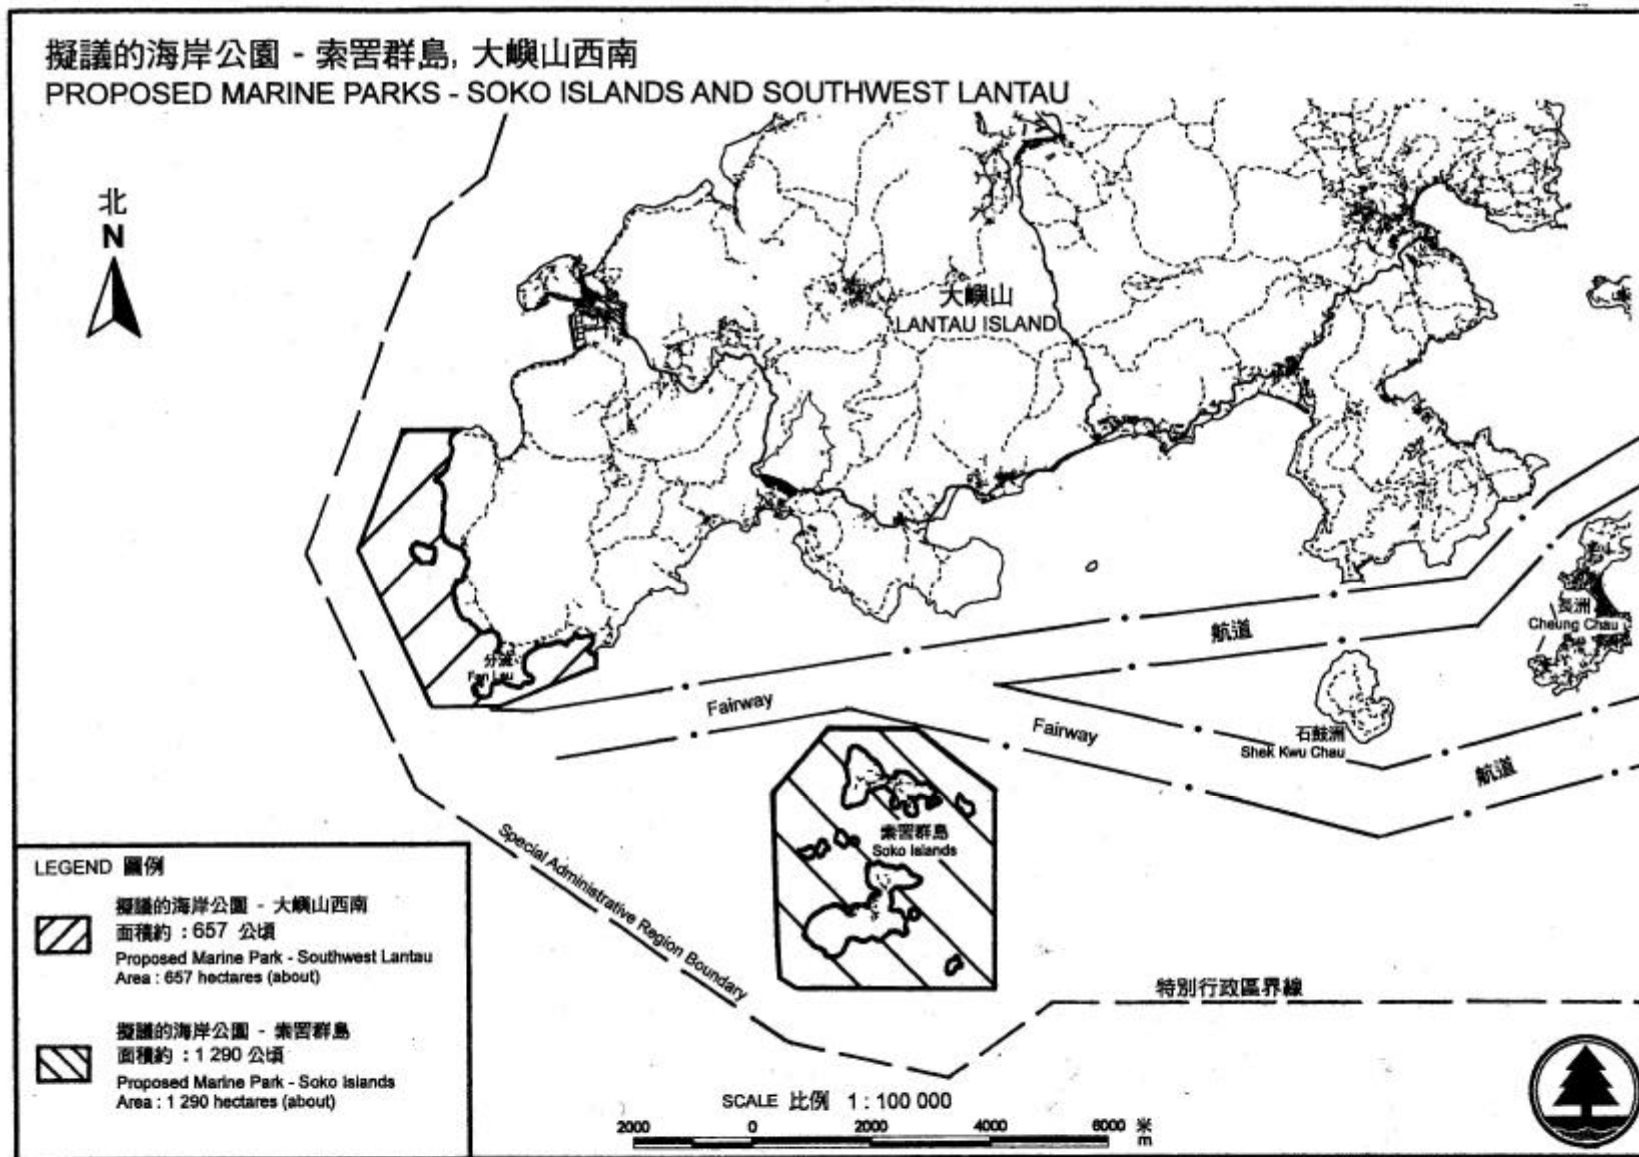 擬議的海岸公園 - 索罟群島, 大嶼山西南
PROPOSED MARINE PARKS - SOKO ISLANDS AND SOUTHWEST LANTAU
北
N
大嶼山
LANTAU ISLAND
分流
Fan Lau
長洲
Cheung Chau
航道
Fairway
Fairway
石鼓洲
Shek Kwu Chau
航道
索罟群島
Soko Islands
Special Administrative Region Boundary
特別行政區界線
LEGEND 圖例
擬議的海岸公園 - 大嶼山西南
面積約 : 657 公頃
Proposed Marine Park - Southwest Lantau
Area : 657 hectares (about)
擬議的海岸公園 - 索罟群島
面積約 : 1 290 公頃
Proposed Marine Park - Soko Islands
Area : 1 290 hectares (about)
SCALE 比例 1 : 100 000
2000 0 2000 4000 6000 米
m